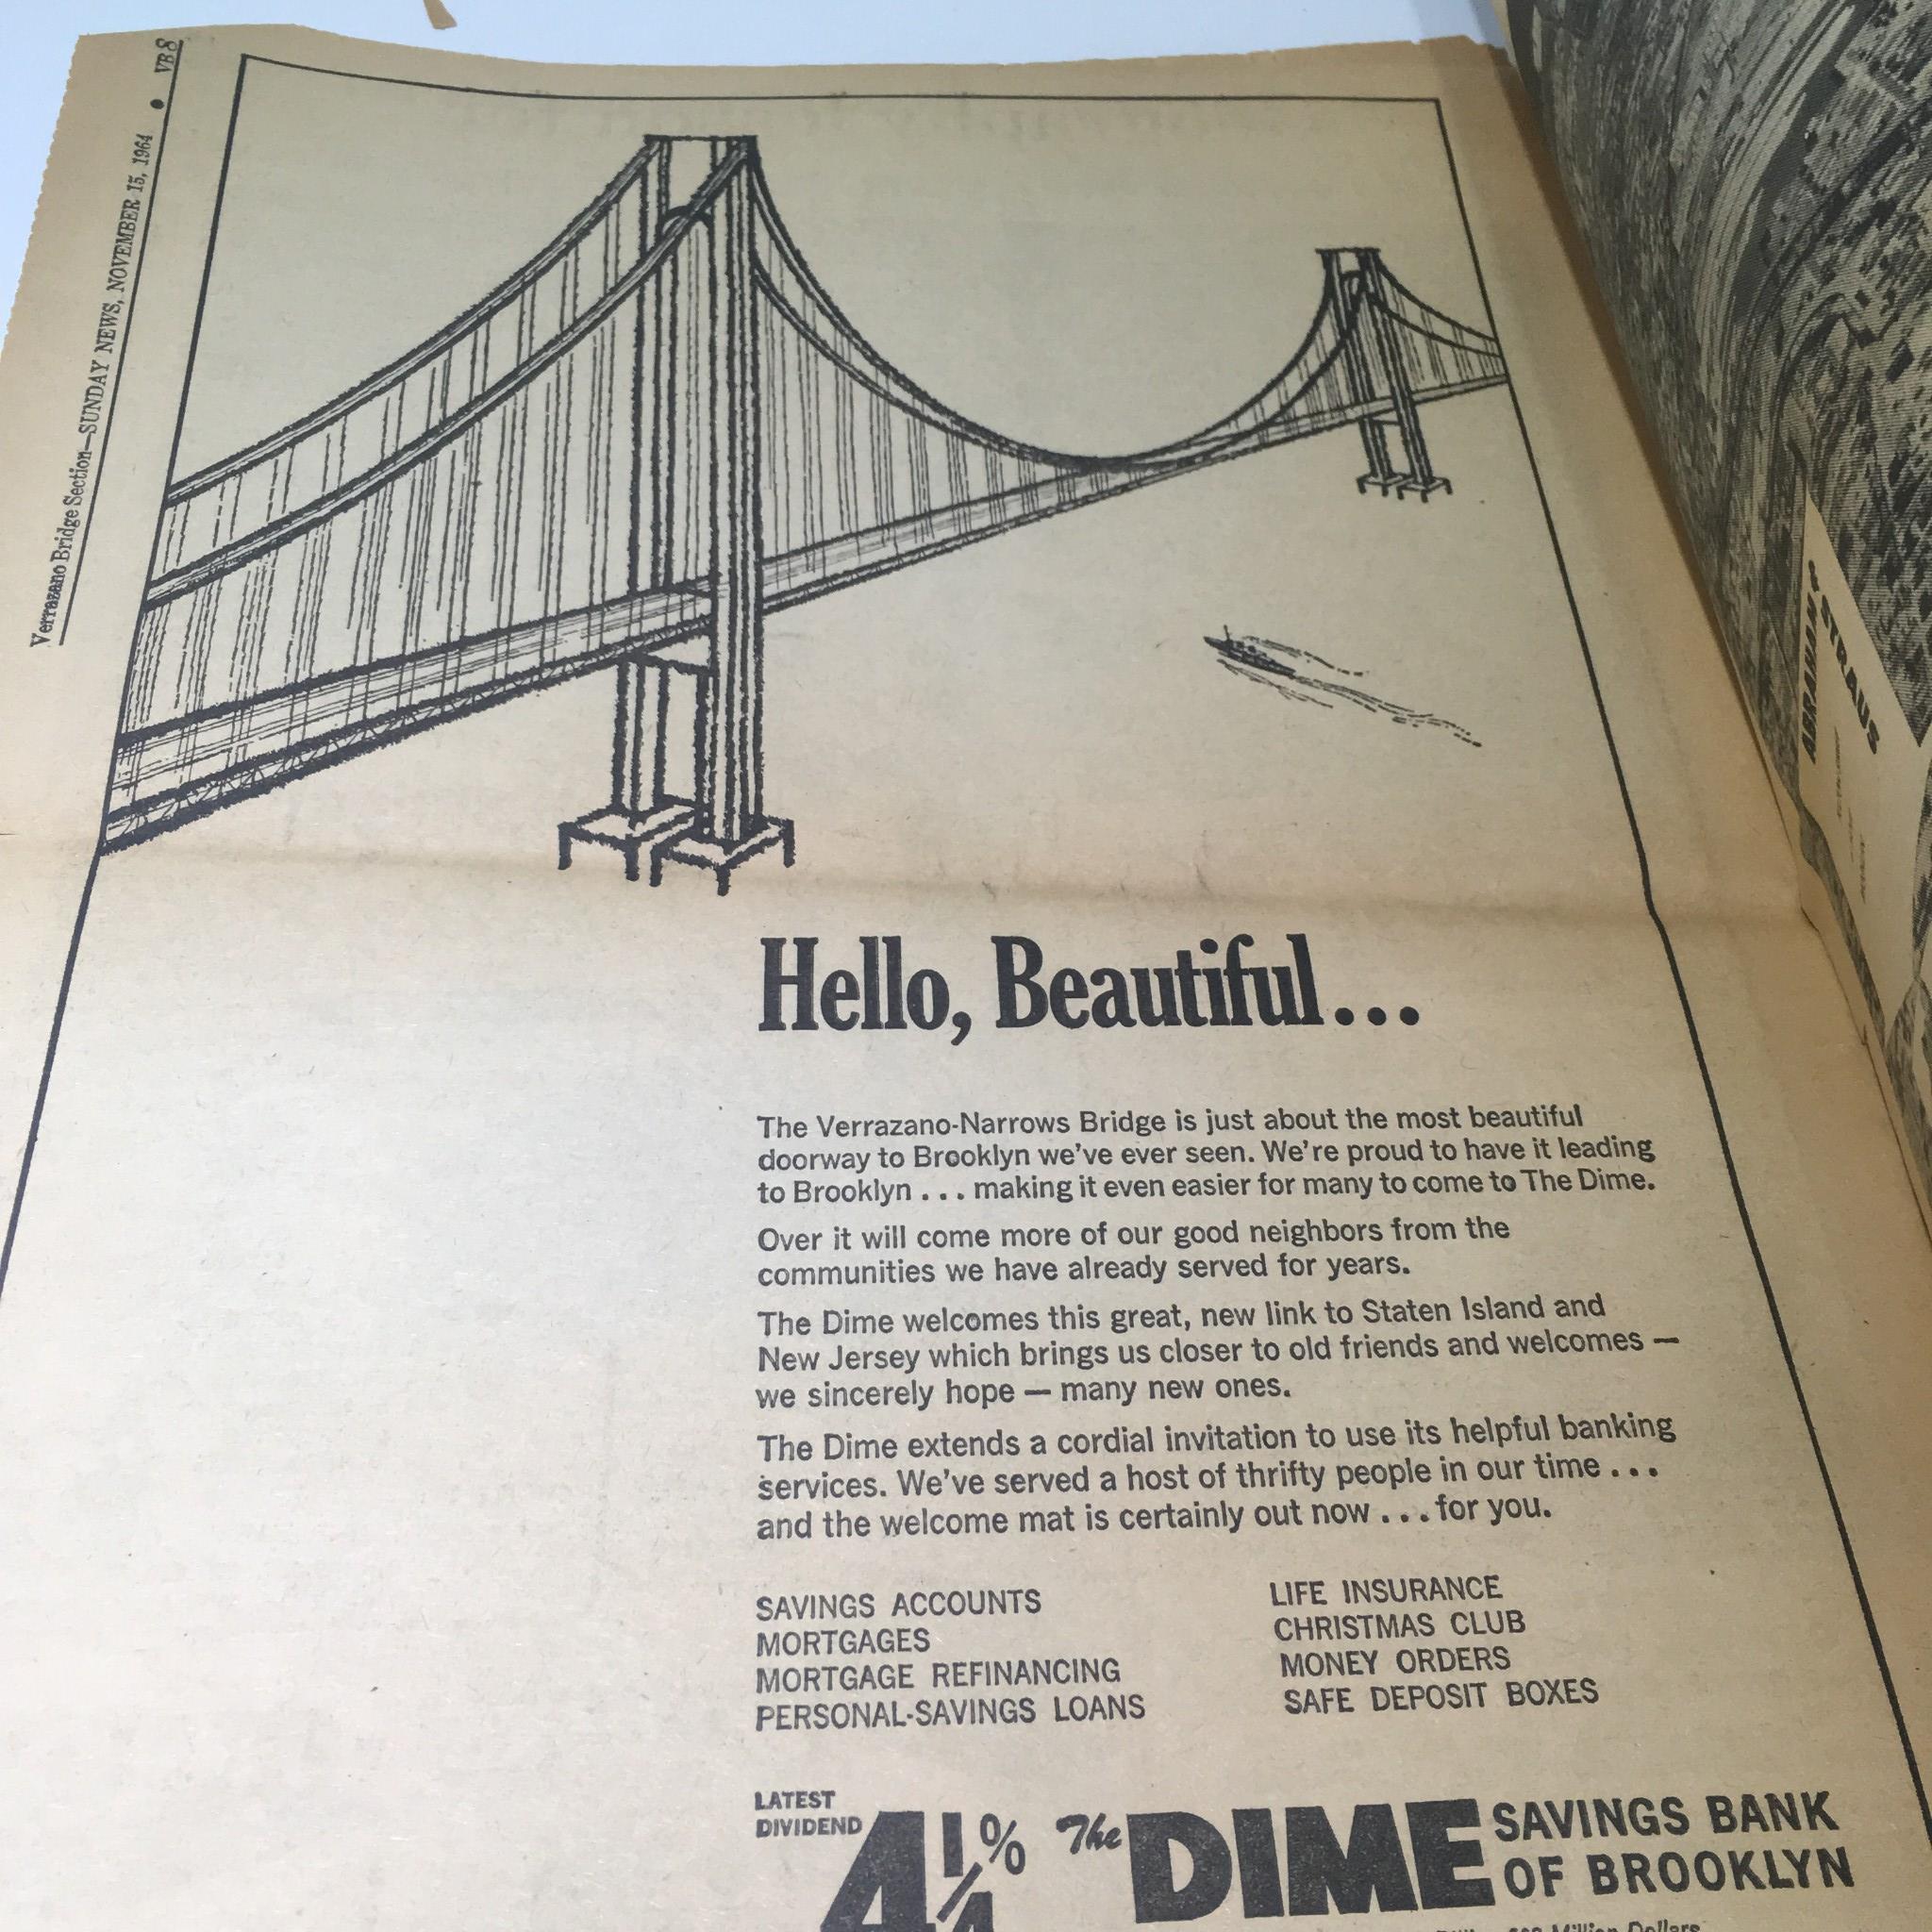 Verrazano Bridge Section—SUNDAY NEWS, NOVEMBER 15, 1964 • VB8
Hello, Beautiful...
The Verrazano-Narrows Bridge is just about the most beautiful
doorway to Brooklyn we've ever seen. We're proud to have it leading
to Brooklyn . . . making it even easier for many to come to The Dime.
Over it will come more of our good neighbors from the
communities we have already served for years.
The Dime welcomes this great, new link to Staten Island and
New Jersey which brings us closer to old friends and welcomes —
we sincerely hope — many new ones.
The Dime extends a cordial invitation to use its helpful banking
services. We've served a host of thrifty people in our time . . .
and the welcome mat is certainly out now . . . for you.
SAVINGS ACCOUNTS
MORTGAGES
MORTGAGE REFINANCING
PERSONAL-SAVINGS LOANS
LIFE INSURANCE
CHRISTMAS CLUB
MONEY ORDERS
SAFE DEPOSIT BOXES
LATEST
DIVIDEND
4 1/4%
The DIME SAVINGS BANK
OF BROOKLYN
Million Dollars
ABRAHAM &
STRAUS